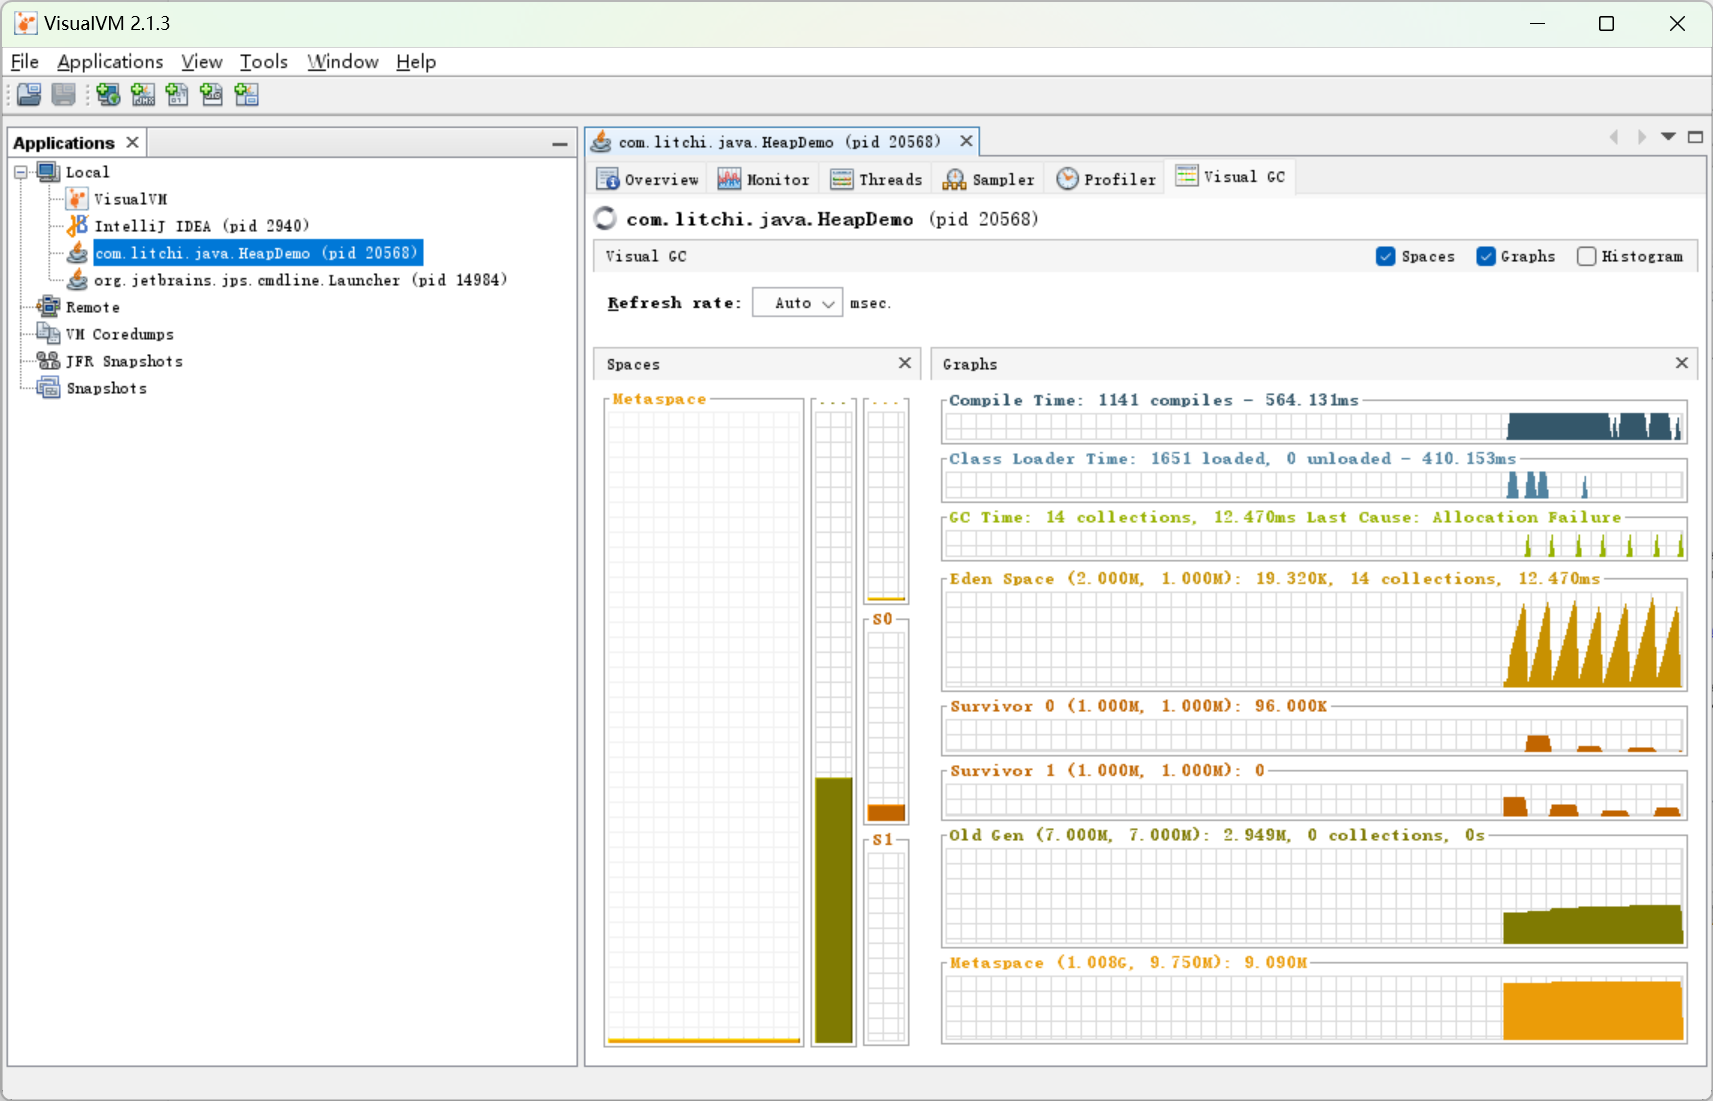 VisualVM 2.1.3
File Applications View Tools Window Help
Applications
Local
VisualVM
IntelliJ IDEA (pid 2940)
com.litchi.java.HeapDemo (pid 20568)
org.jetbrains.jps.cmdline.Launcher (pid 14984)
Remote
VM Coredumps
JFR Snapshots
Snapshots
com.litchi.java.HeapDemo (pid 20568)
Overview Monitor Threads Sampler Profiler Visual GC
com.litchi.java.HeapDemo (pid 20568)
Visual GC Spaces Graphs Histogram
Refresh rate: Auto msec.
Spaces
Metaspace ... ...
S0
S1
Graphs
Compile Time: 1141 compiles - 564.131ms
Class Loader Time: 1651 loaded, 0 unloaded - 410.153ms
GC Time: 14 collections, 12.470ms Last Cause: Allocation Failure
Eden Space (2.000M, 1.000M): 19.320K, 14 collections, 12.470ms
Survivor 0 (1.000M, 1.000M): 96.000K
Survivor 1 (1.000M, 1.000M): 0
Old Gen (7.000M, 7.000M): 2.949M, 0 collections, 0s
Metaspace (1.008G, 9.750M): 9.090M